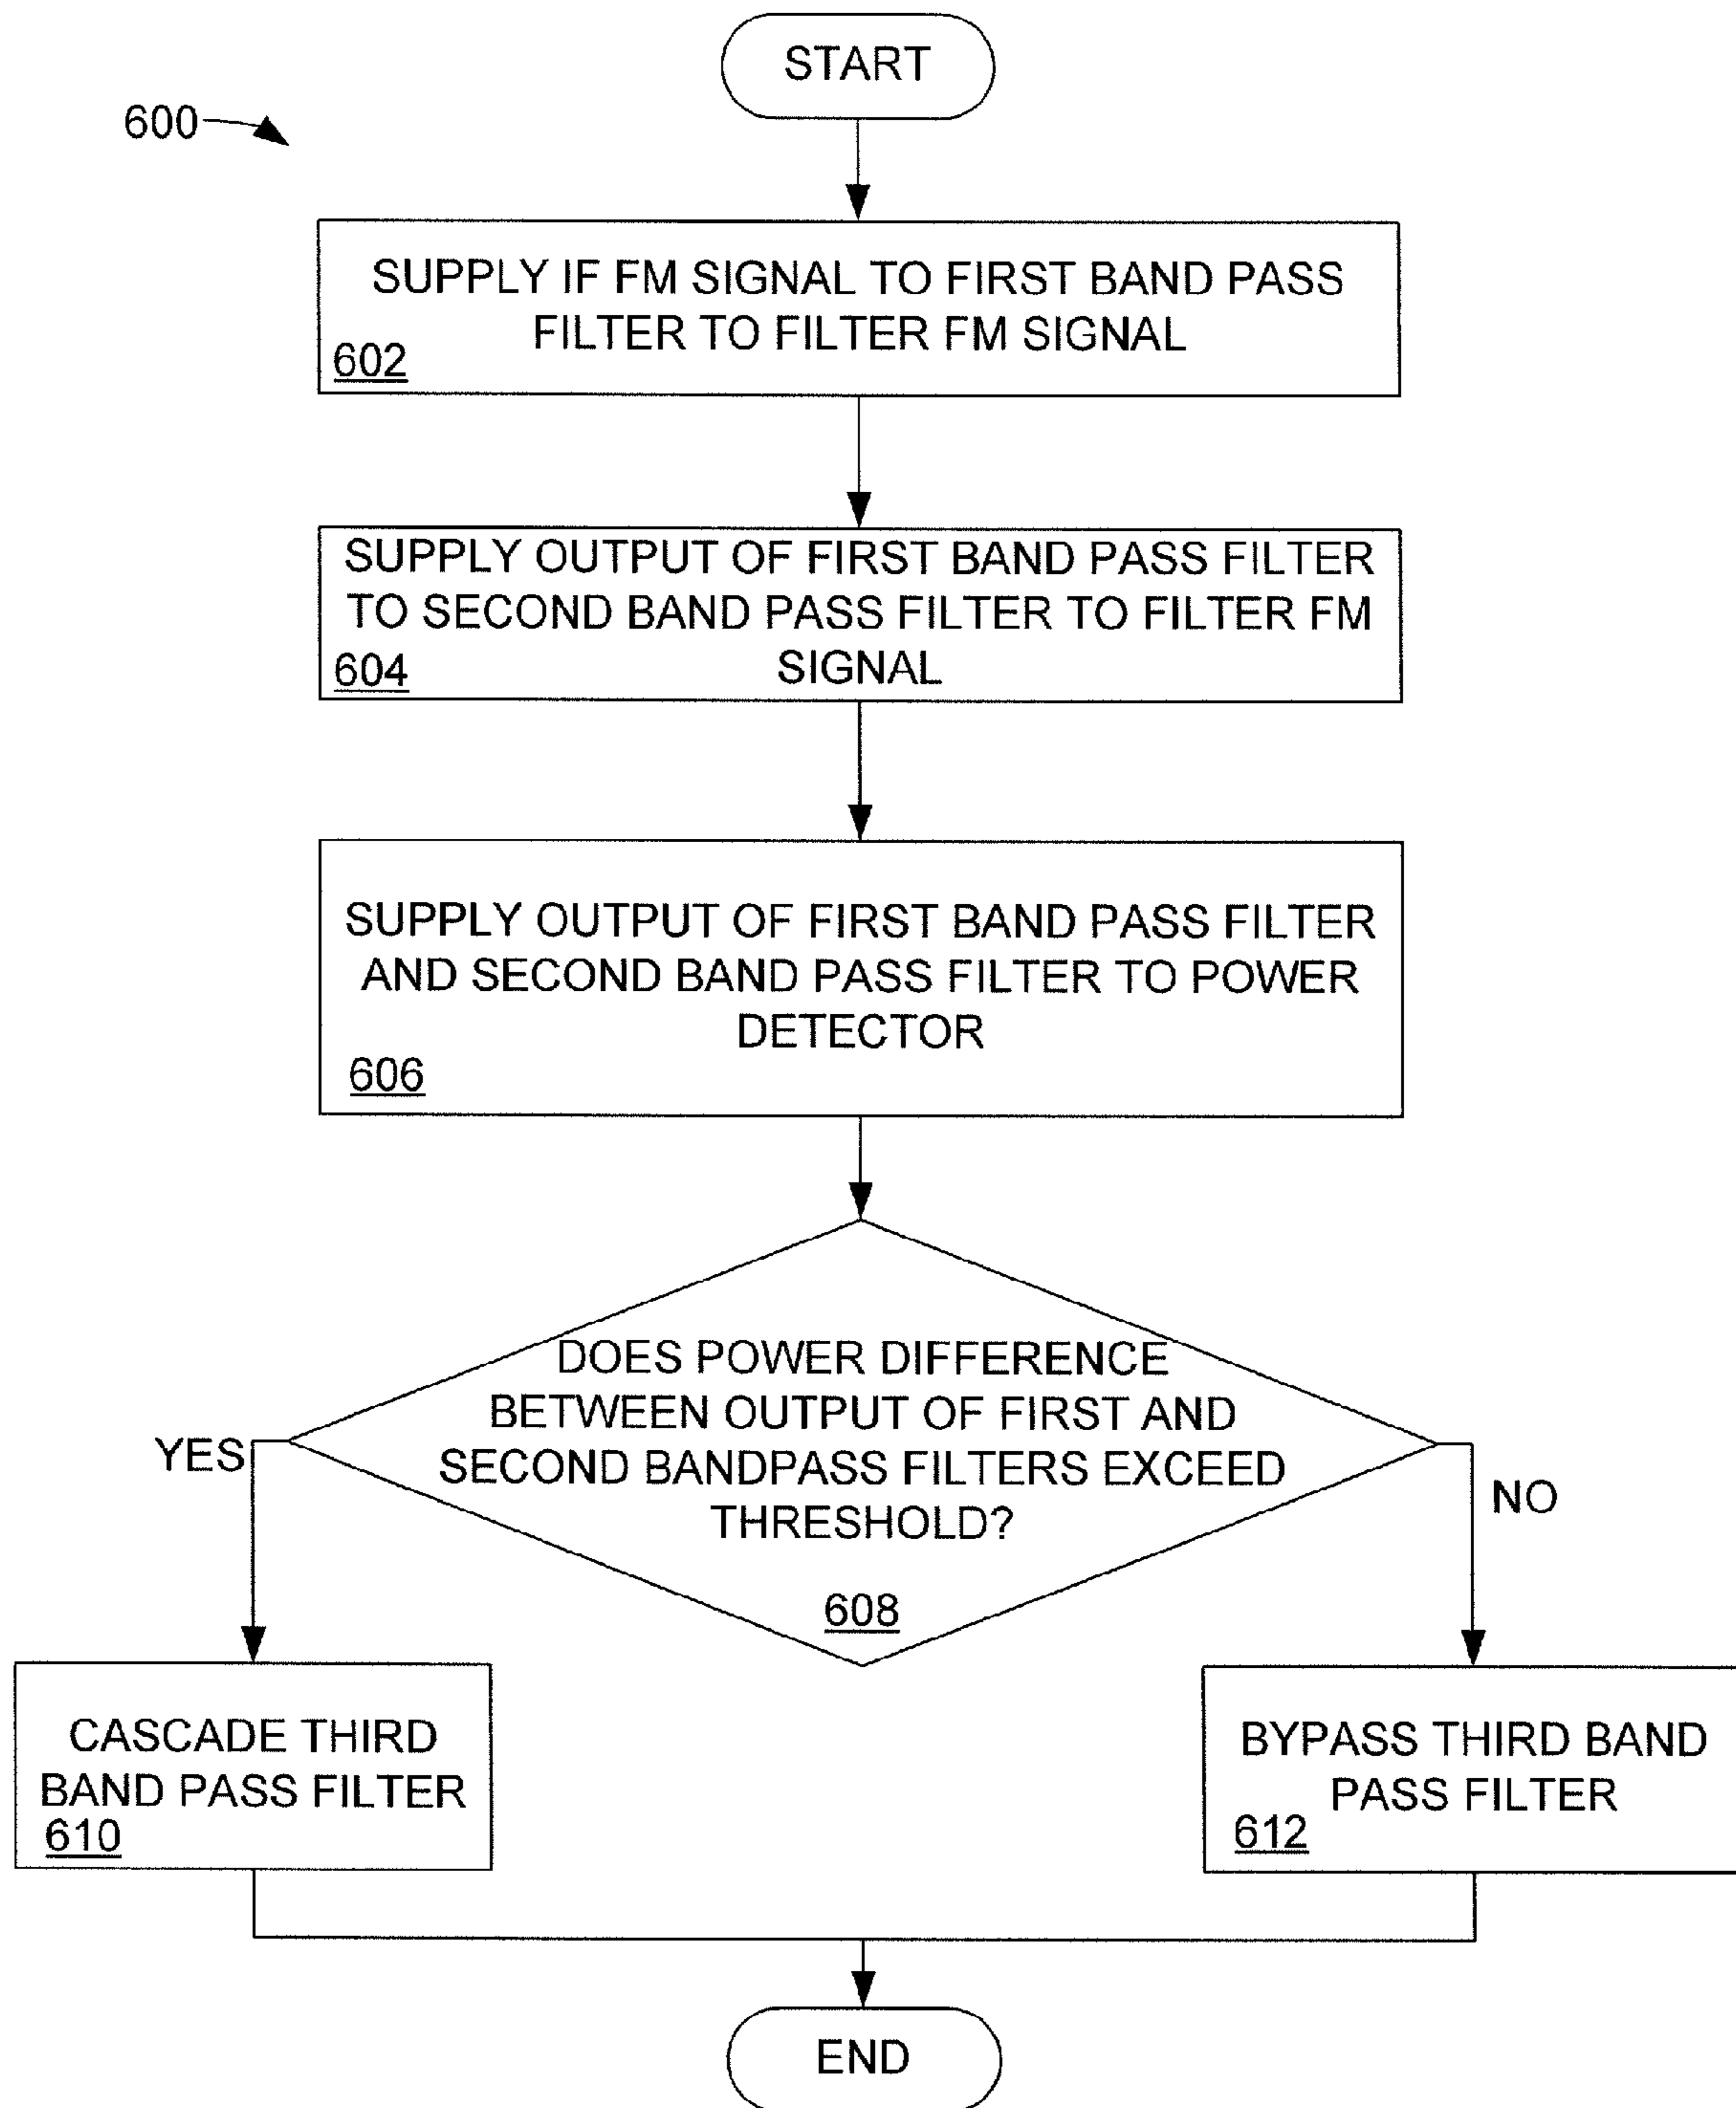 START
600
SUPPLY IF FM SIGNAL TO FIRST BAND PASS
FILTER TO FILTER FM SIGNAL
602
SUPPLY OUTPUT OF FIRST BAND PASS FILTER
TO SECOND BAND PASS FILTER TO FILTER FM
SIGNAL
604
SUPPLY OUTPUT OF FIRST BAND PASS FILTER
AND SECOND BAND PASS FILTER TO POWER
DETECTOR
606
DOES POWER DIFFERENCE
BETWEEN OUTPUT OF FIRST AND
SECOND BANDPASS FILTERS EXCEED
THRESHOLD?
608
YES
NO
CASCADE THIRD
BAND PASS FILTER
610
BYPASS THIRD BAND
PASS FILTER
612
END